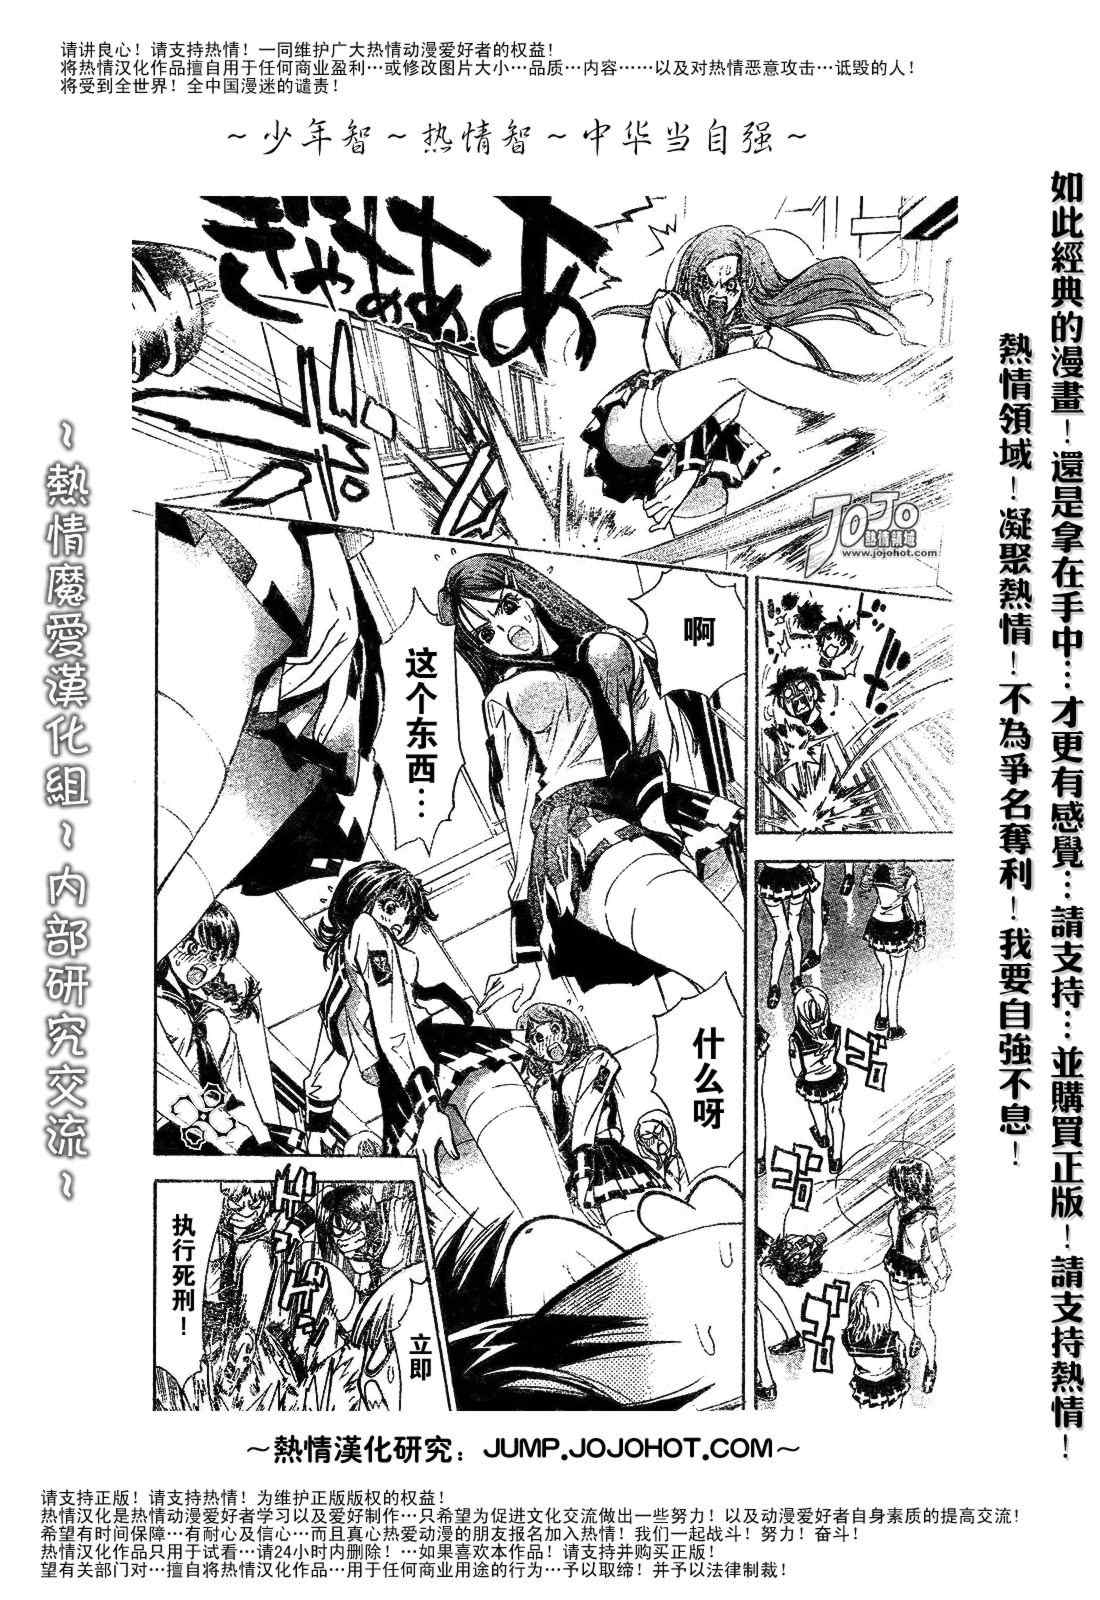 请讲良心！请支持热情！一同维护广大热情动漫爱好者的权益！
将热情汉化作品擅自用于任何商业盈利…或修改图片大小…品质…内容……以及对热情恶意攻击…诋毁的人！
将受到全世界！全中国漫迷的谴责！
～少年智～热情智～中华当自强～
如此經典的漫畫！還是拿在手中…才更有感覺…請支持…並購買正版！請支持熱情！
熱情領域！凝聚熱情！不為爭名奪利！我要自強不息！
～熱情魔愛漢化組～内部研究交流～
ぎゃあああああ
JOJO
熱情領域
www.jojohot.com
啊
这个东西…
什么呀
ゴゴゴ
ゴゴゴ
立即
执行死刑！
～熱情漢化研究：JUMP.JOJOHOT.COM～
请支持正版！请支持热情！为维护正版版权的权益！
热情汉化是热情动漫爱好者学习以及爱好制作…只希望为促进文化交流做出一些努力！以及动漫爱好者自身素质的提高交流！
希望有时间保障…有耐心及信心…而且真心热爱动漫的朋友报名加入热情！我们一起战斗！努力！奋斗！
热情汉化作品只用于试看…请24小时内删除！…如果喜欢本作品！请支持并购买正版！
望有关部门对…擅自将热情汉化作品…用于任何商业用途的行为…予以取缔！并予以法律制裁！